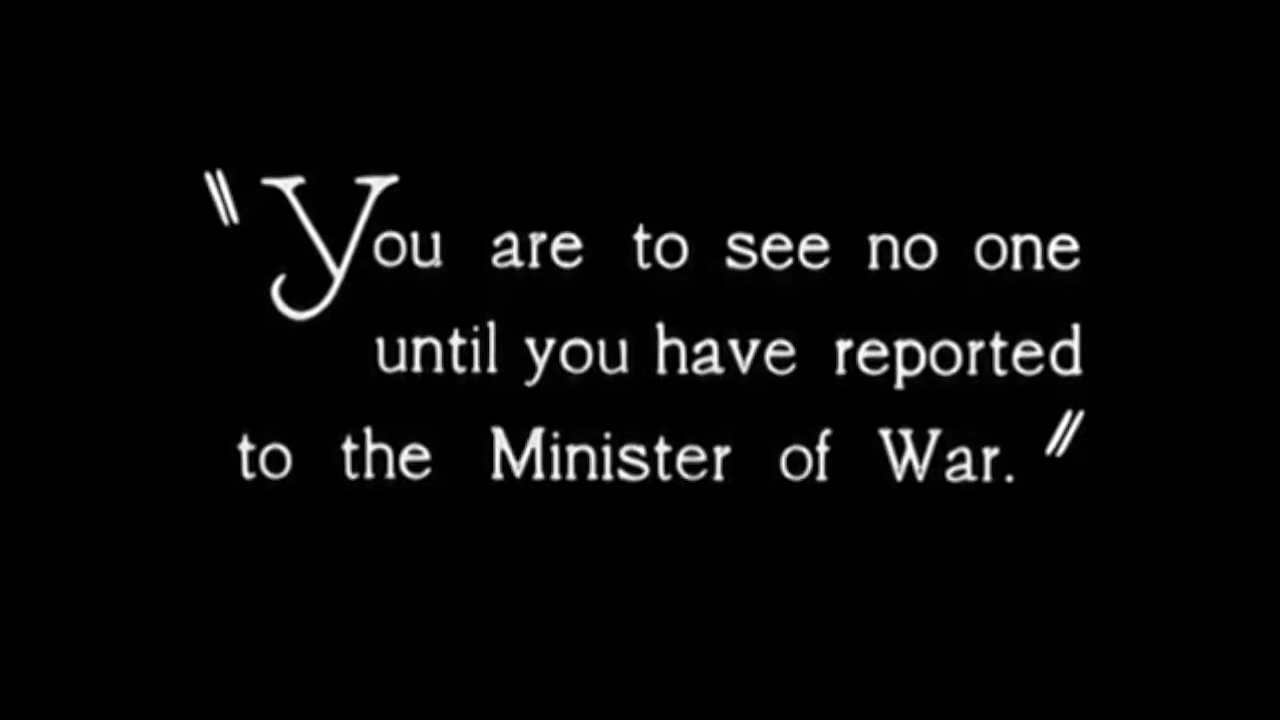 "You are to see no one
until you have reported
to the Minister of War."